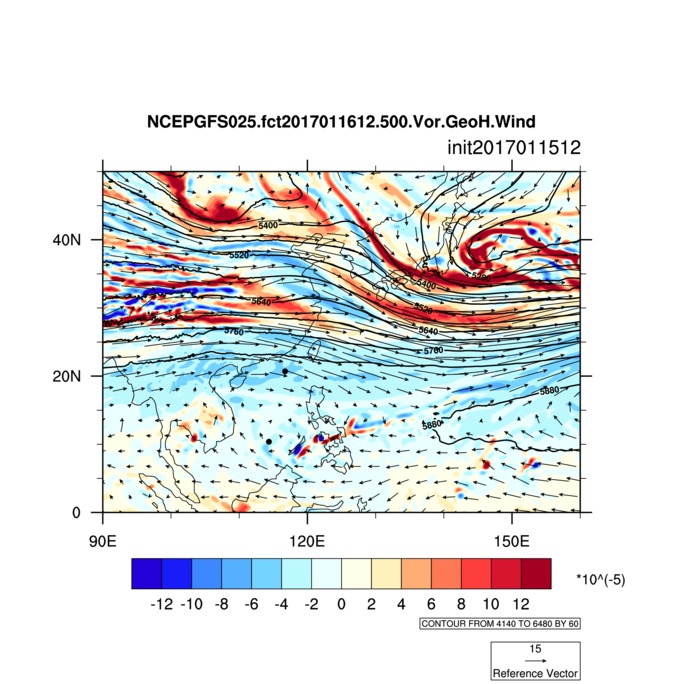 NCEPGFS025.fct2017011612.500.Vor.GeoH.Wind
init2017011512
40N
20N
0
90E 120E 150E
5400
5520
5640
5760
5400
5520
5640
5760
5280
5880
5880
-12 -10 -8 -6 -4 -2 0 2 4 6 8 10 12
*10^(-5)
CONTOUR FROM 4140 TO 6480 BY 60
15
Reference Vector